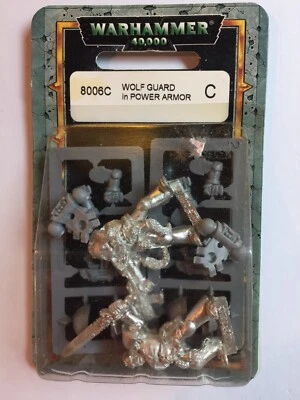 WARHAMMER
40,000
8006C WOLF GUARD C
in POWER ARMOR